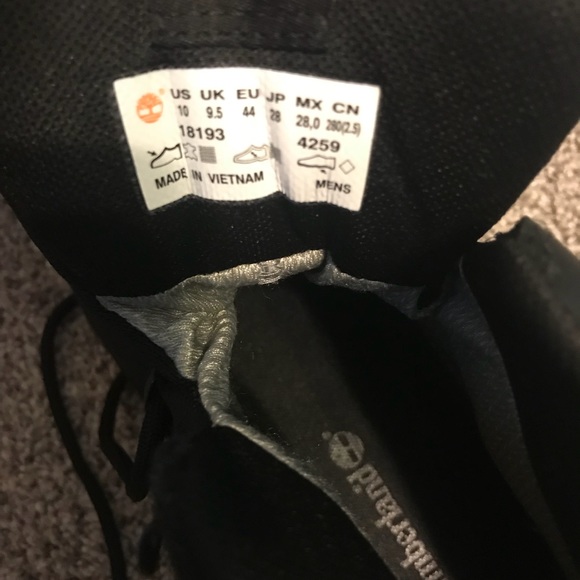 US UK EU JP MX CN
10 9.5 44 28 28,0 280(2.5)
18193 4259
MADE IN VIETNAM MENS
mberland